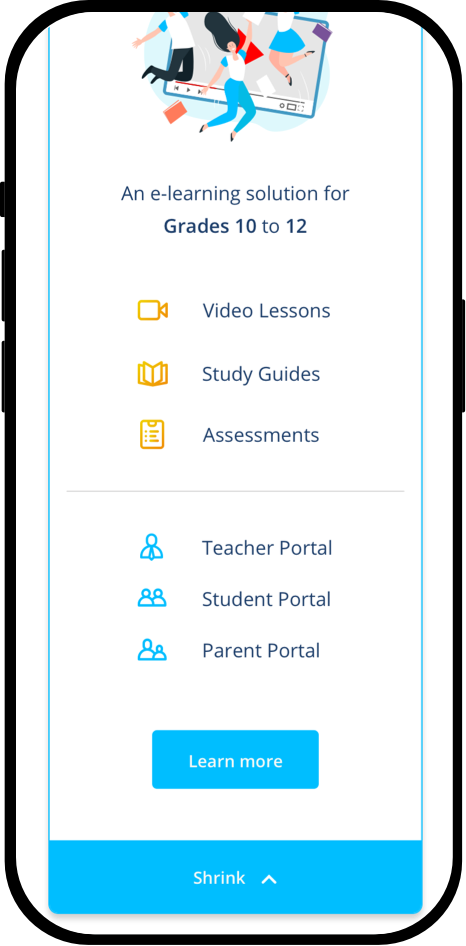 An e-learning solution for
Grades 10 to 12
Video Lessons
Study Guides
Assessments
Teacher Portal
Student Portal
Parent Portal
Learn more
Shrink